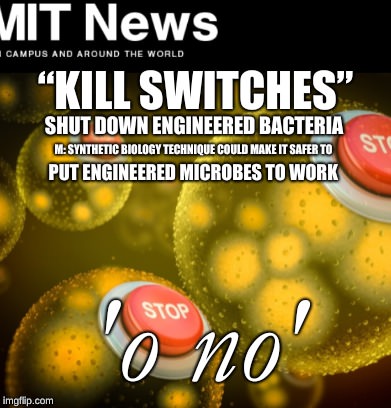 MIT News
N CAMPUS AND AROUND THE WORLD
“KILL SWITCHES”
SHUT DOWN ENGINEERED BACTERIA
M: SYNTHETIC BIOLOGY TECHNIQUE COULD MAKE IT SAFER TO
PUT ENGINEERED MICROBES TO WORK
STO
STOP
'o no'
imgflip.com